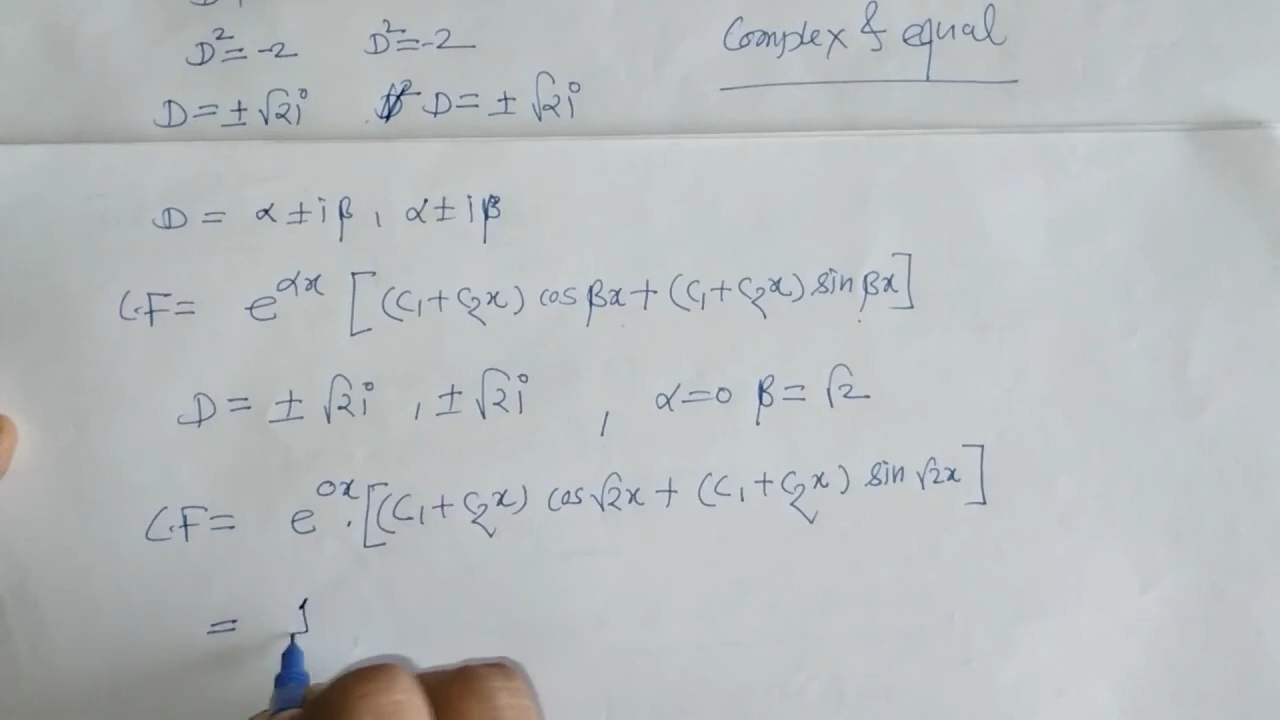 D²=-2 D²=-2 Complex & equal
D=±√2i D=±√2i
D = α±iβ, α±iβ
C.F= e^αx [(C₁+C₂x) cos βx+(C₁+C₂x) sin βx]
D= ±√2i, ±√2i, α=0 β=√2
C.F= e^0x.[(C₁+C₂x) cos√2x + (C₁+C₂x) sin √2x]
=